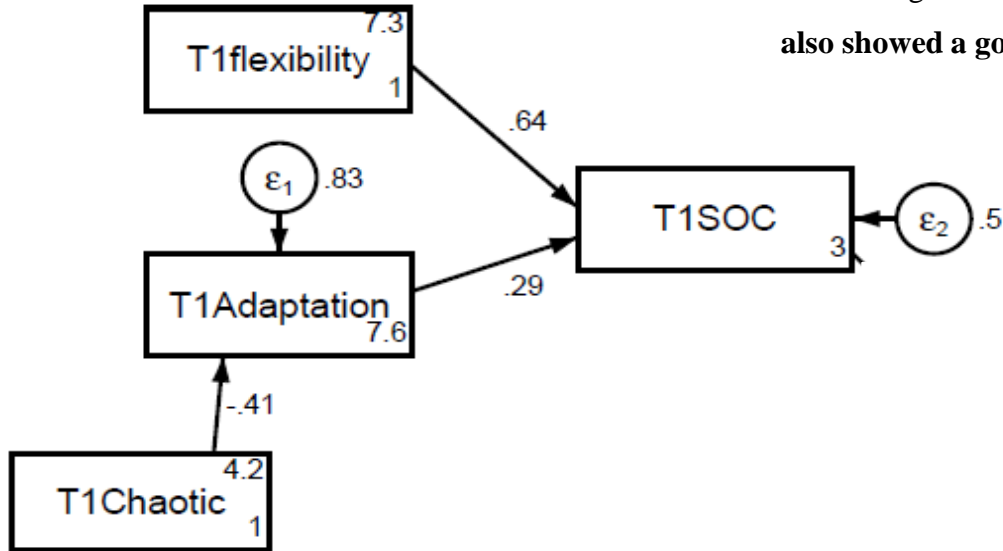 7.3
T1flexibility
1
also showed a go
.64
ε1 .83
T1SOC
3
ε2 .5
T1Adaptation
7.6
.29
-.41
4.2
T1Chaotic
1